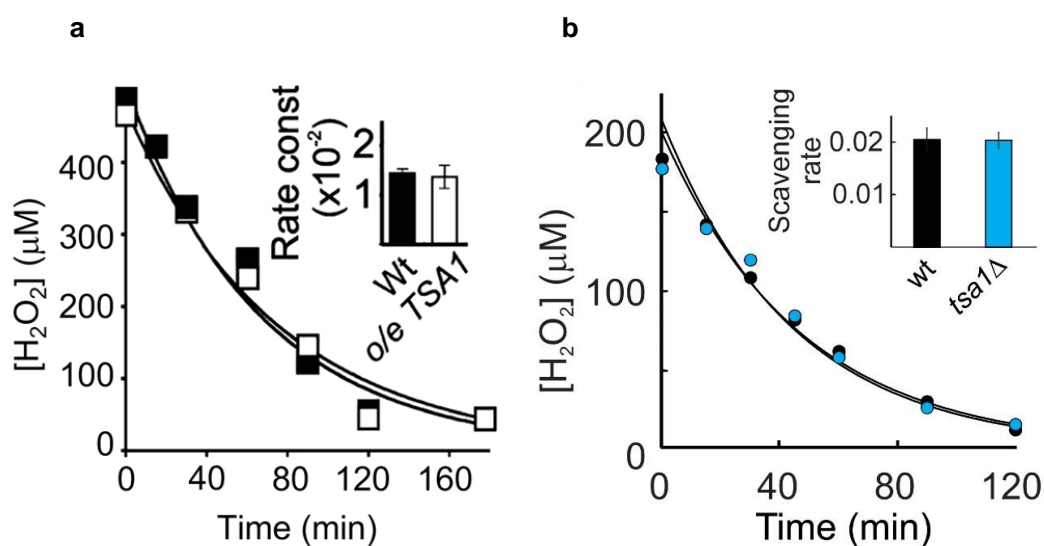 a
[H2O2] (μM)
400
300
200
100
0
0 40 80 120 160
Time (min)
Rate const
(x10-2)
2
1
Wt
o/e TSA1
b
[H2O2] (μM)
200
100
0
0 40 80 120
Time (min)
Scavenging
rate
0.02
0.01
wt
tsa1Δ